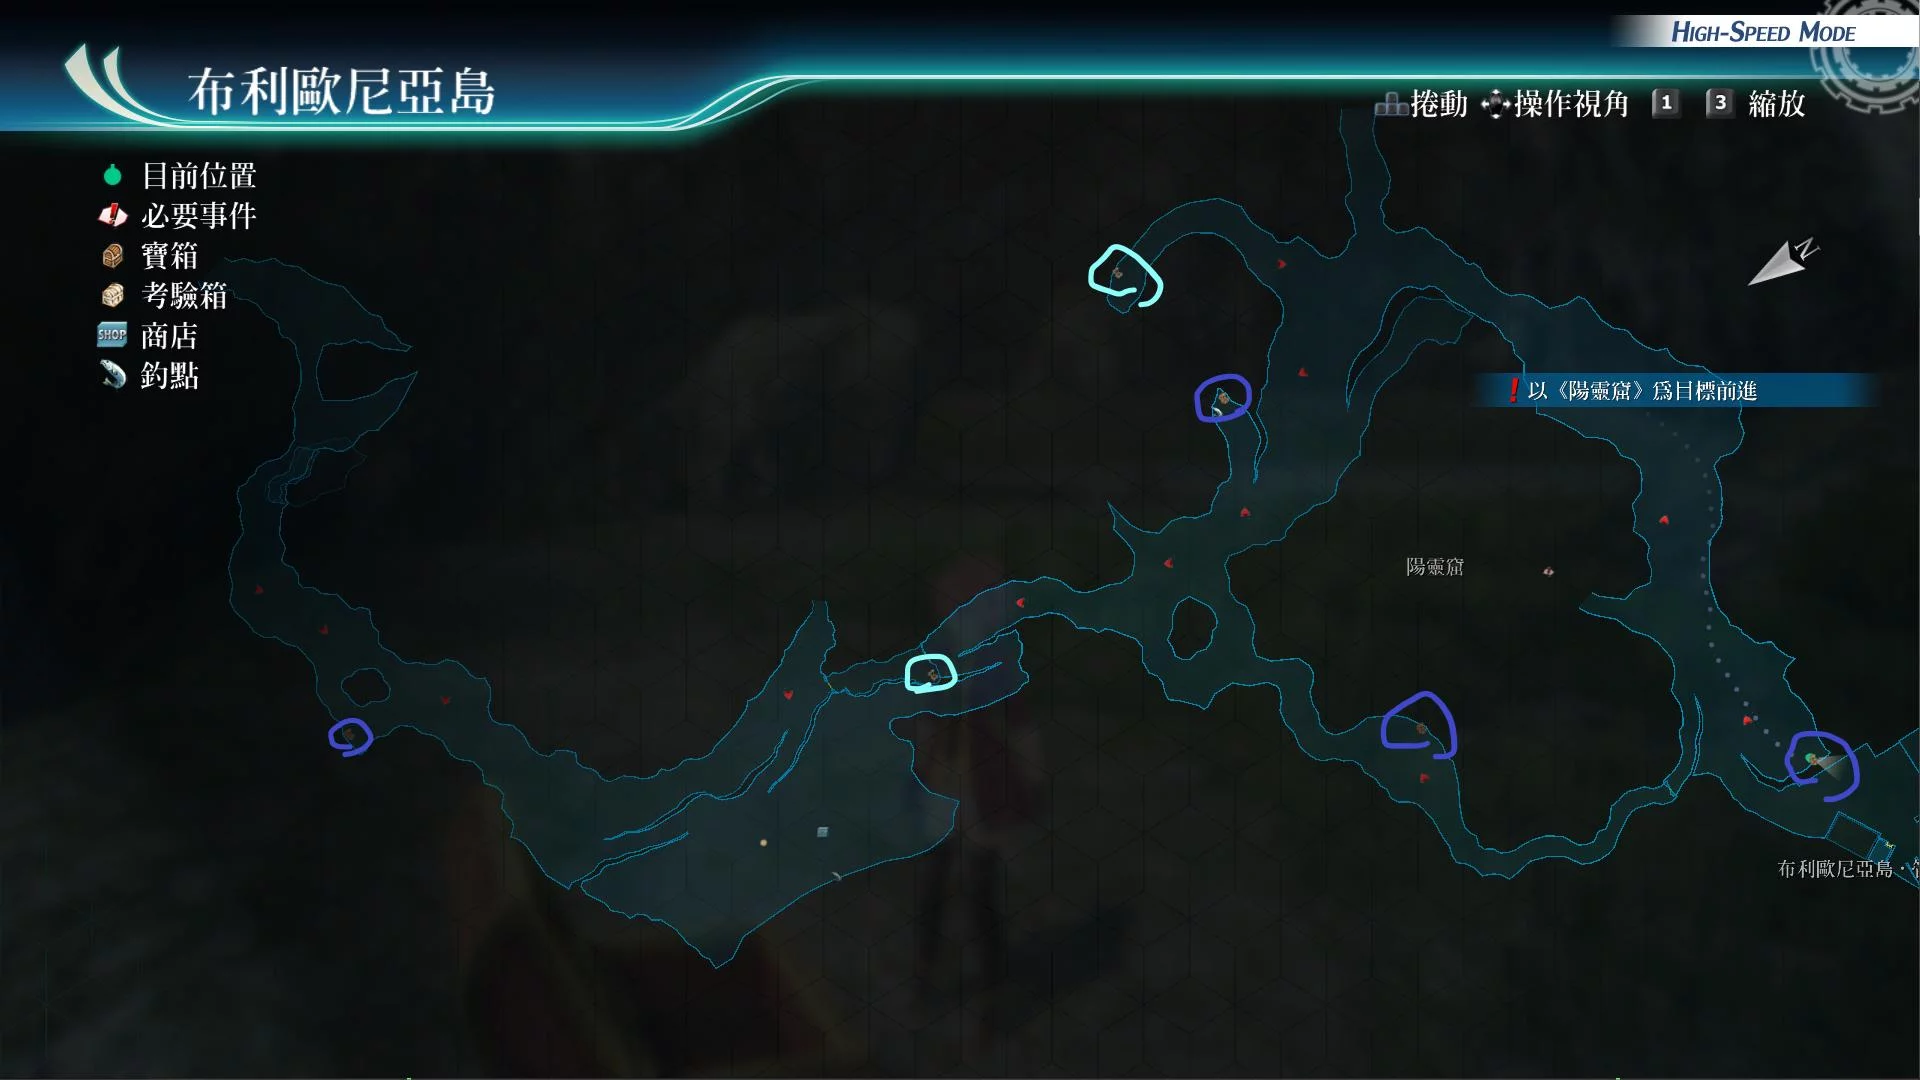 HIGH-SPEED MODE
布利歐尼亞島
捲動 操作視角 1 3 縮放
目前位置
必要事件
寶箱
考驗箱
SHOP 商店
釣點
N
以《陽靈窟》爲目標前進
陽靈窟
布利歐尼亞島・